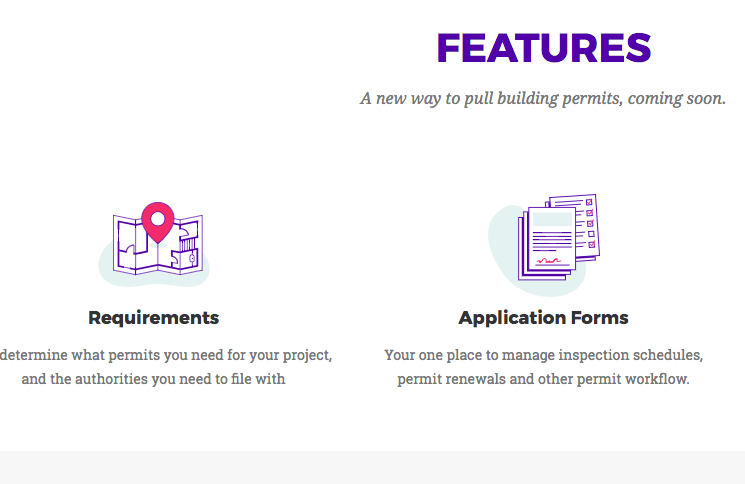 FEATURES
A new way to pull building permits, coming soon.
Requirements
determine what permits you need for your project,
and the authorities you need to file with
Application Forms
Your one place to manage inspection schedules,
permit renewals and other permit workflow.